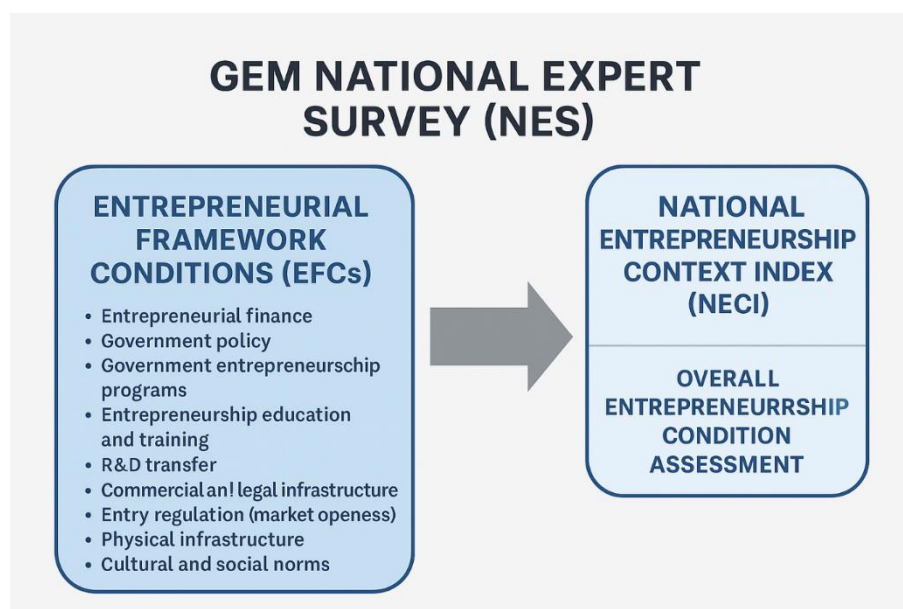 GEM NATIONAL EXPERT
SURVEY (NES)
ENTREPRENEURIAL
FRAMEWORK
CONDITIONS (EFCs)
• Entrepreneurial finance
• Government policy
• Government entrepreneurschip
programs
• Entrepreneurship education
and training
• R&D transfer
• Commercial an! legal infrastructure
• Entry regulation (market openess)
• Physical infrastructure
• Cultural and social norms
NATIONAL
ENTREPRENEURSHIP
CONTEXT INDEX
(NECI)
OVERALL
ENTREPRENEURRSHIP
CONDITION
ASSESSMENT